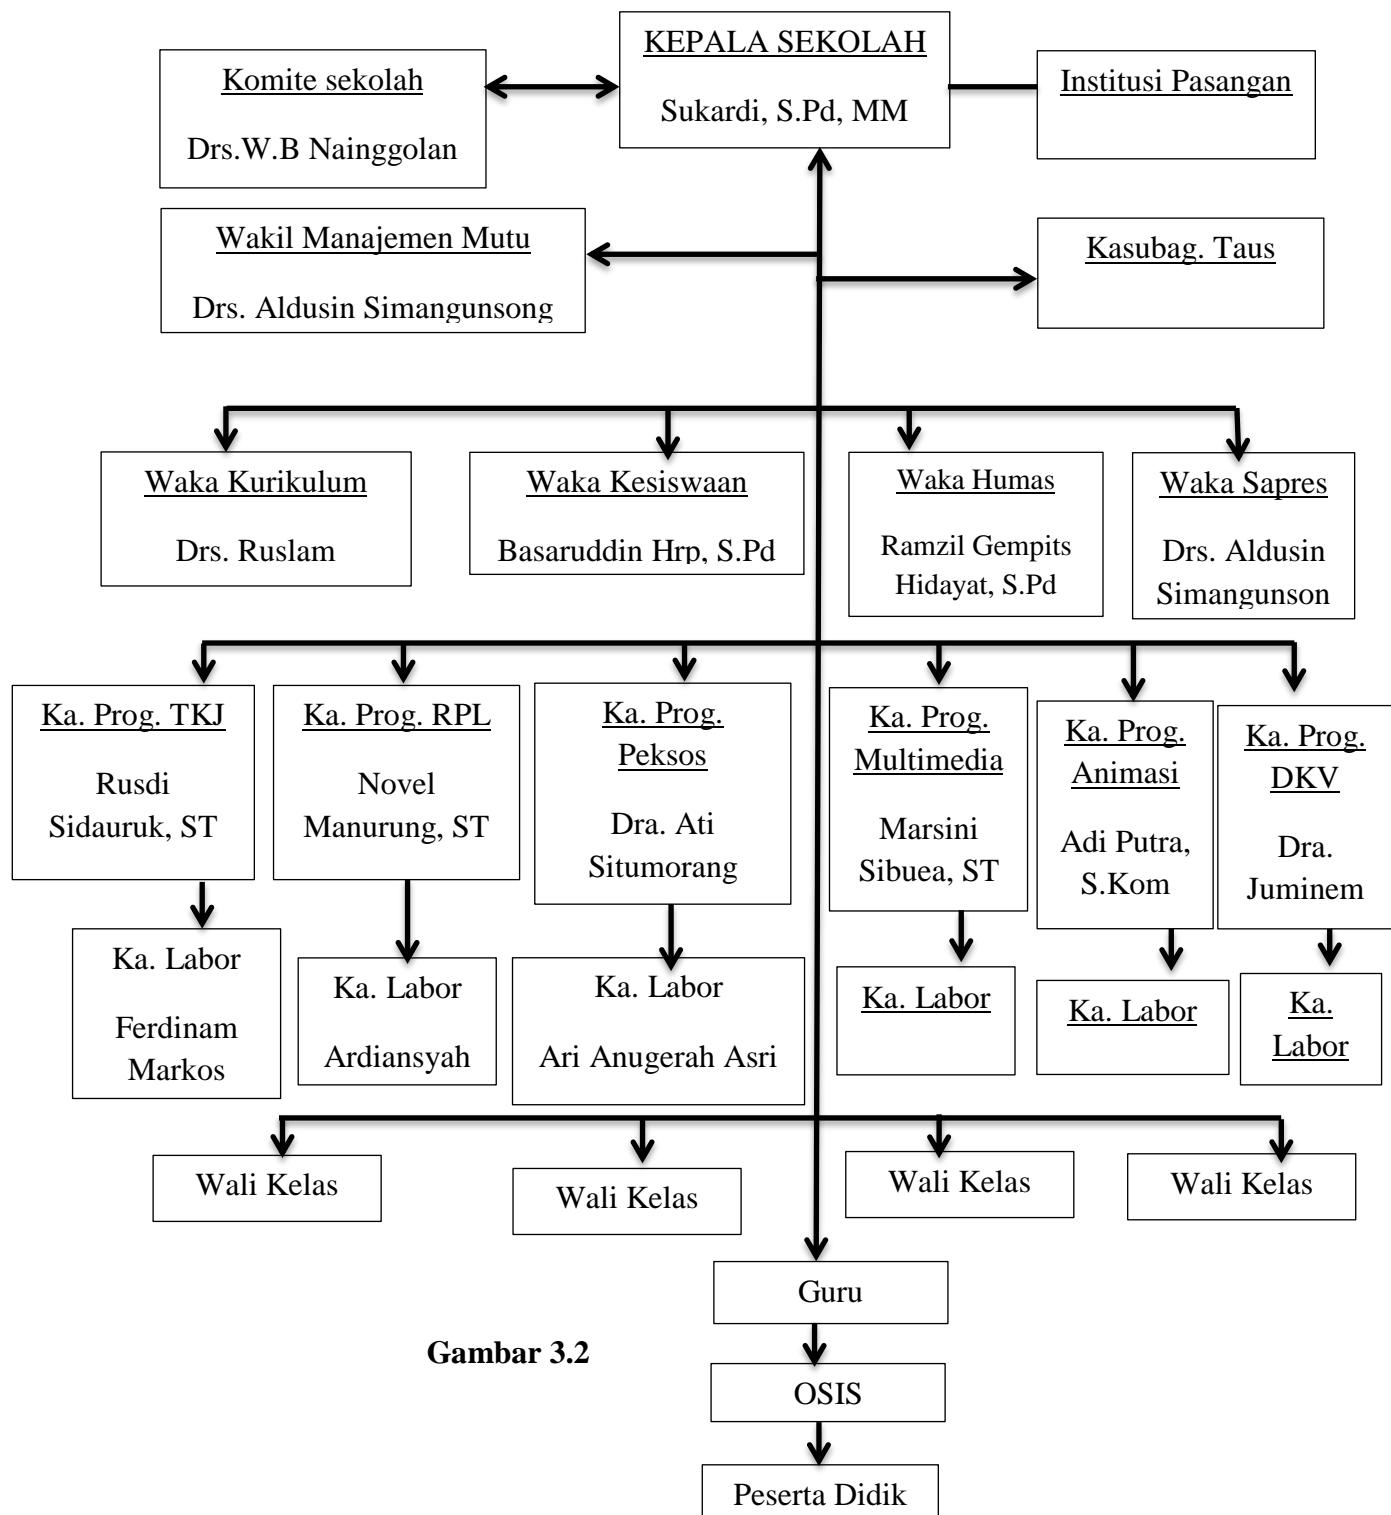 KEPALA SEKOLAH
Sukardi, S.Pd, MM
Komite sekolah
Drs.W.B Nainggolan
Institusi Pasangan
Wakil Manajemen Mutu
Drs. Aldusin Simangunsong
Kasubag. Taus
Waka Kurikulum
Drs. Ruslam
Waka Kesiswaan
Basaruddin Hrp, S.Pd
Waka Humas
Ramzil Gempits
Hidayat, S.Pd
Waka Sapres
Drs. Aldusin
Simangunson
Ka. Prog. TKJ
Rusdi
Sidauruk, ST
Ka. Prog. RPL
Novel
Manurung, ST
Ka. Prog.
Peksos
Dra. Ati
Situmorang
Ka. Prog.
Multimedia
Marsini
Sibuea, ST
Ka. Prog.
Animasi
Adi Putra,
S.Kom
Ka. Prog.
DKV
Dra.
Juminem
Ka. Labor
Ferdinam
Markos
Ka. Labor
Ardiansyah
Ka. Labor
Ari Anugerah Asri
Ka. Labor
Ka. Labor
Ka.
Labor
Wali Kelas
Wali Kelas
Wali Kelas
Wali Kelas
Guru
Gambar 3.2
OSIS
Peserta Didik